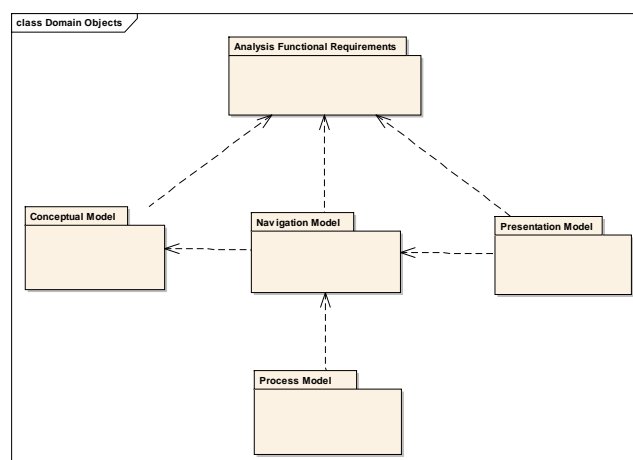 class Domain Objects
Analysis Functional Requirements
Conceptual Model
Navigation Model
Presentation Model
Process Model